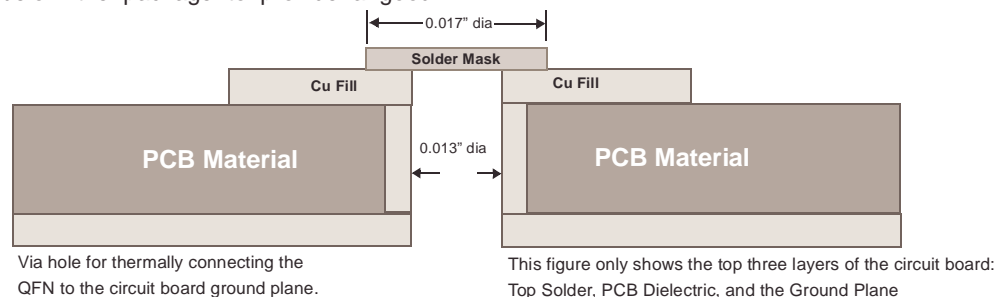 0.017” dia
Solder Mask
Cu Fill
Cu Fill
PCB Material
0.013” dia
PCB Material
Via hole for thermally connecting the
QFN to the circuit board ground plane.
This figure only shows the top three layers of the circuit board:
Top Solder, PCB Dielectric, and the Ground Plane